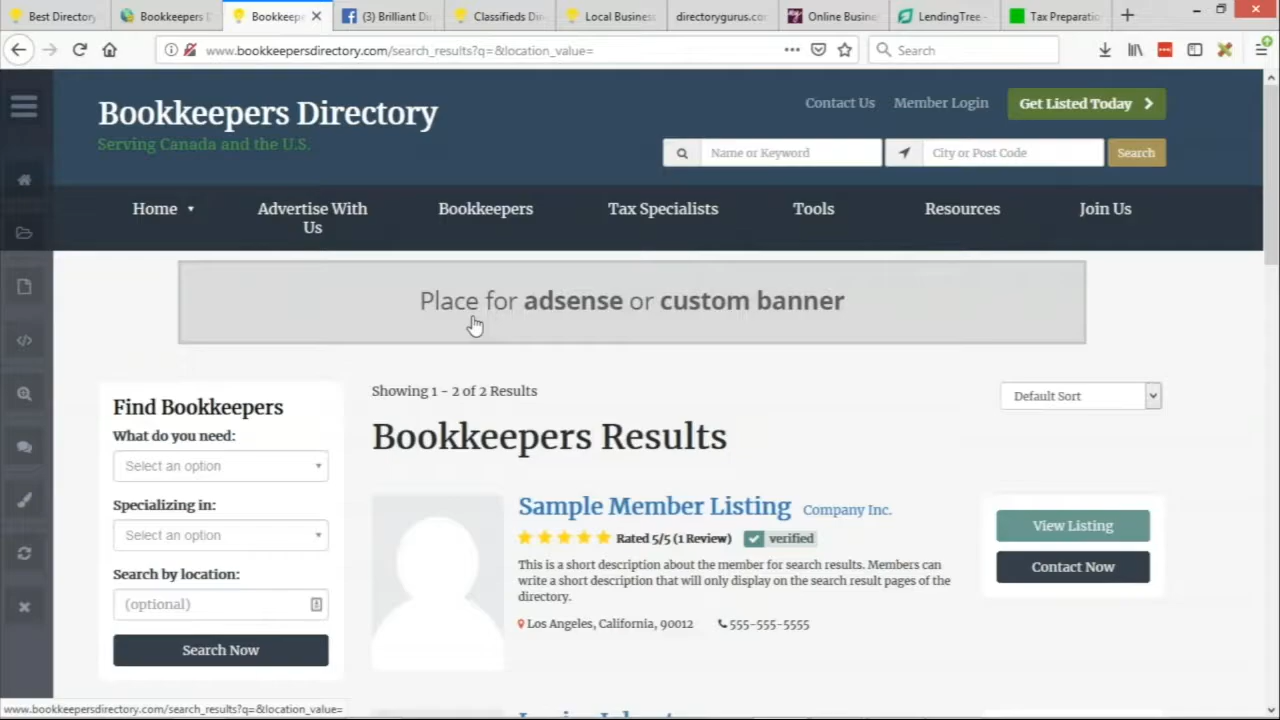 Best Directory
Bookkeepers D
Bookkeepe
(3) Brilliant Di
Classifieds Di
Local Busines
directorygurus.co
Online Busine
LendingTree -
Tax Preparatio
www.bookkeepersdirectory.com/search_results?q=&location_value=
Search
Bookkeepers Directory
Serving Canada and the U.S.
Contact Us
Member Login
Get Listed Today
Name or Keyword
City or Post Code
Search
Home
Advertise With
Us
Bookkeepers
Tax Specialists
Tools
Resources
Join Us
Place for adsense or custom banner
Find Bookkeepers
What do you need:
Select an option
Specializing in:
Select an option
Search by location:
(optional)
Search Now
Showing 1 - 2 of 2 Results
Default Sort
Bookkeepers Results
Sample Member Listing Company Inc.
Rated 5/5 (1 Review) verified
This is a short description about the member for search results. Members can
write a short description that will only display on the search result pages of the
directory.
Los Angeles, California, 90012 555-555-5555
View Listing
Contact Now
www.bookkeepersdirectory.com/search_results?q=&location_value=